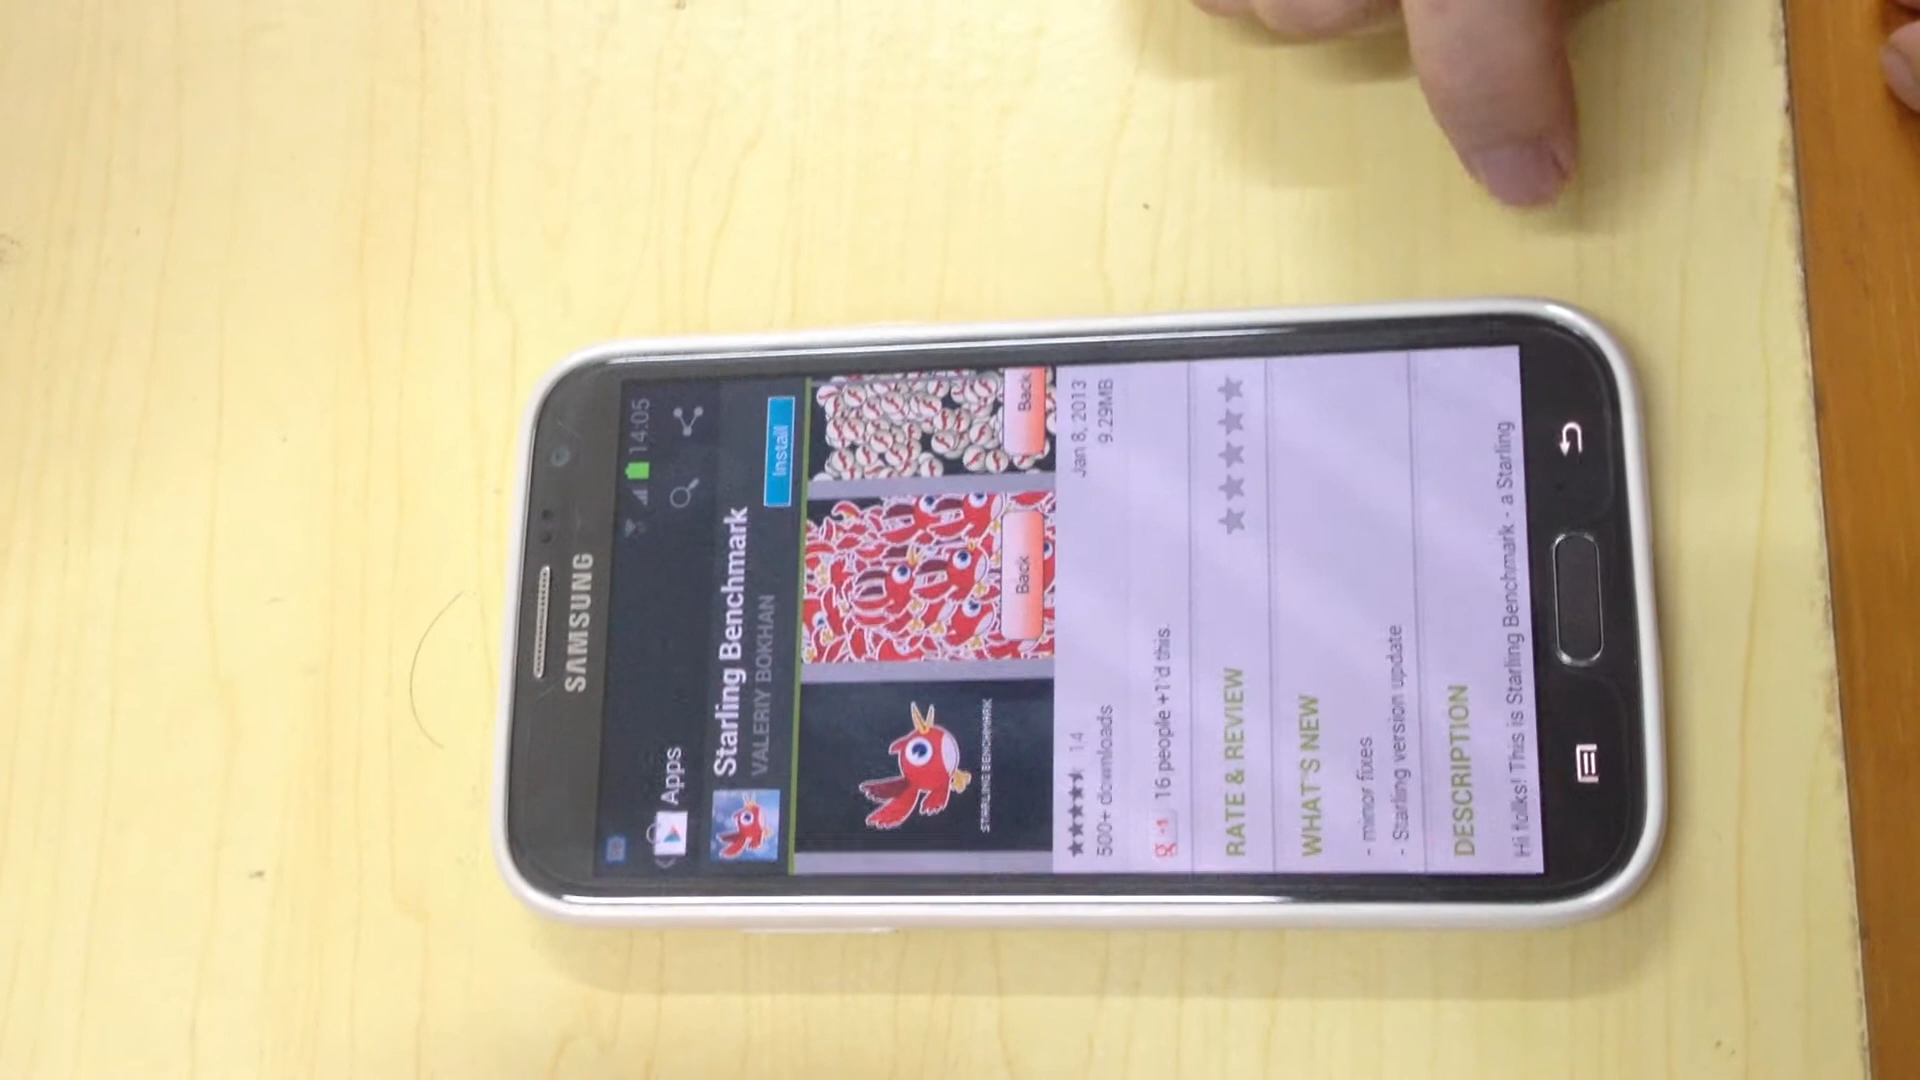 SAMSUNG
14:05
Apps
Starling Benchmark
VALERIY BOKHAN
Install
STARLING BENCHMARK
Back
Back
14
Jan 8, 2013
500+ downloads
9.29MB
16 people +1'd this.
RATE & REVIEW
WHAT'S NEW
- minor fixes
- Starling version update
DESCRIPTION
Hi folks! This is Starling Benchmark - a Starling